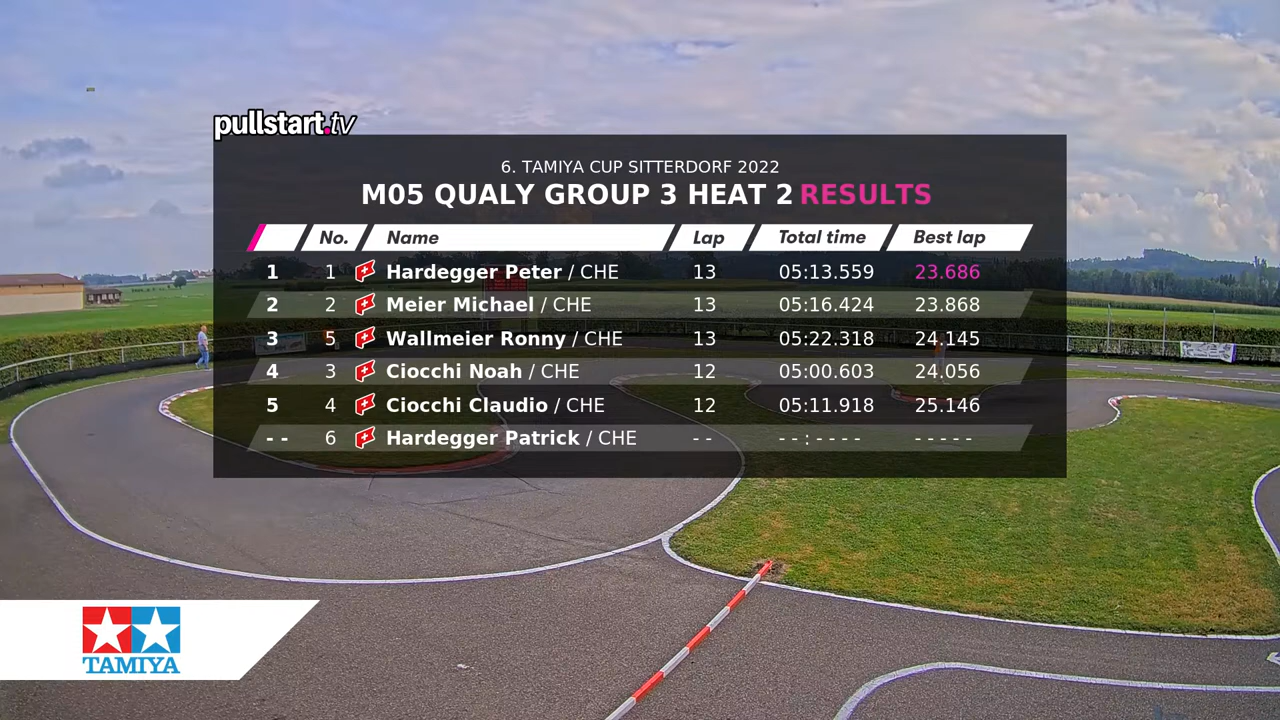 pullstart.tv
6. TAMIYA CUP SITTERDORF 2022
M05 QUALY GROUP 3 HEAT 2 RESULTS
No. Name Lap Total time Best lap
1 1 Hardegger Peter / CHE 13 05:13.559 23.686
2 2 Meier Michael / CHE 13 05:16.424 23.868
3 5 Wallmeier Ronny / CHE 13 05:22.318 24.145
4 3 Ciocchi Noah / CHE 12 05:00.603 24.056
5 4 Ciocchi Claudio / CHE 12 05:11.918 25.146
-- 6 Hardegger Patrick / CHE -- --:---- -----
TAMIYA